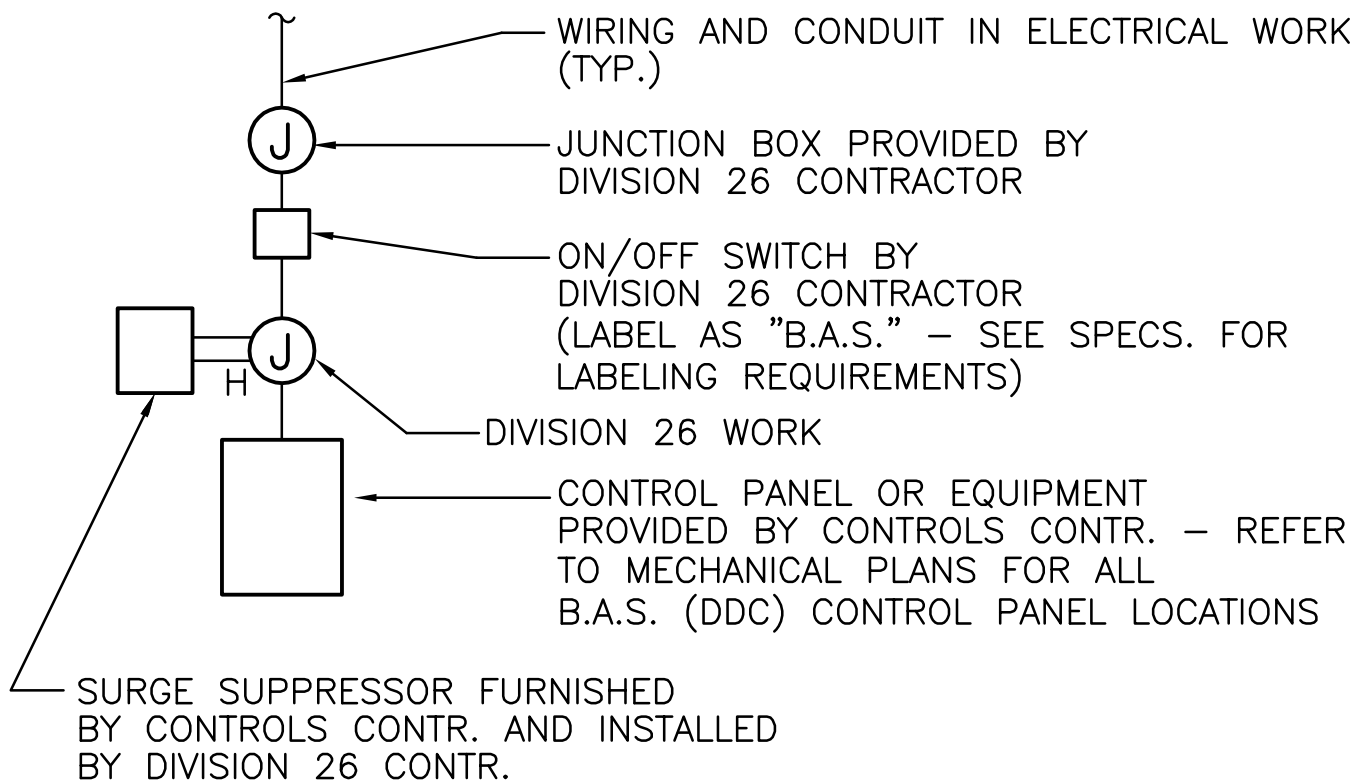 WIRING AND CONDUIT IN ELECTRICAL WORK
(TYP.)
J
JUNCTION BOX PROVIDED BY
DIVISION 26 CONTRACTOR
ON/OFF SWITCH BY
DIVISION 26 CONTRACTOR
(LABEL AS "B.A.S." – SEE SPECS. FOR
LABELING REQUIREMENTS)
J
H
DIVISION 26 WORK
CONTROL PANEL OR EQUIPMENT
PROVIDED BY CONTROLS CONTR. – REFER
TO MECHANICAL PLANS FOR ALL
B.A.S. (DDC) CONTROL PANEL LOCATIONS
SURGE SUPPRESSOR FURNISHED
BY CONTROLS CONTR. AND INSTALLED
BY DIVISION 26 CONTR.